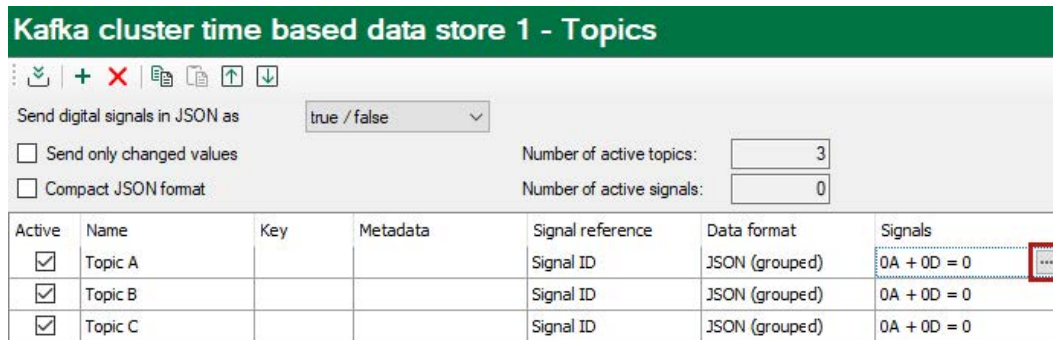 Kafka cluster time based data store 1 - Topics
Send digital signals in JSON as true / false
Send only changed values Number of active topics: 3
Compact JSON format Number of active signals: 0
Active Name Key Metadata Signal reference Data format Signals
Topic A Signal ID JSON (grouped) 0A + 0D = 0 ...
Topic B Signal ID JSON (grouped) 0A + 0D = 0
Topic C Signal ID JSON (grouped) 0A + 0D = 0